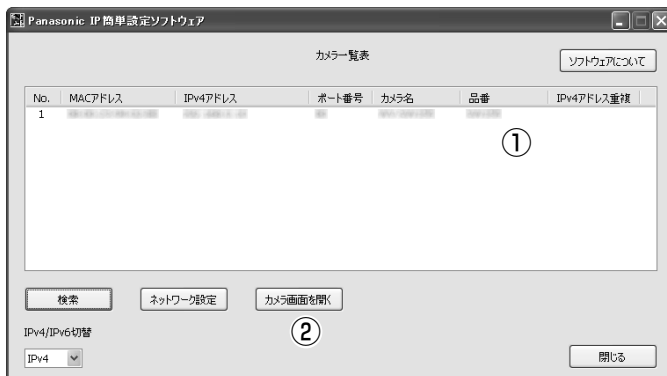 Panasonic IP簡単設定ソフトウェア
カメラ一覧表
ソフトウェアについて
No. MACアドレス IPv4アドレス ポート番号 カメラ名 品番 IPv4アドレス重複
1
①
検索 ネットワーク設定 カメラ画面を開く
②
IPv4/IPv6切替
IPv4 閉じる